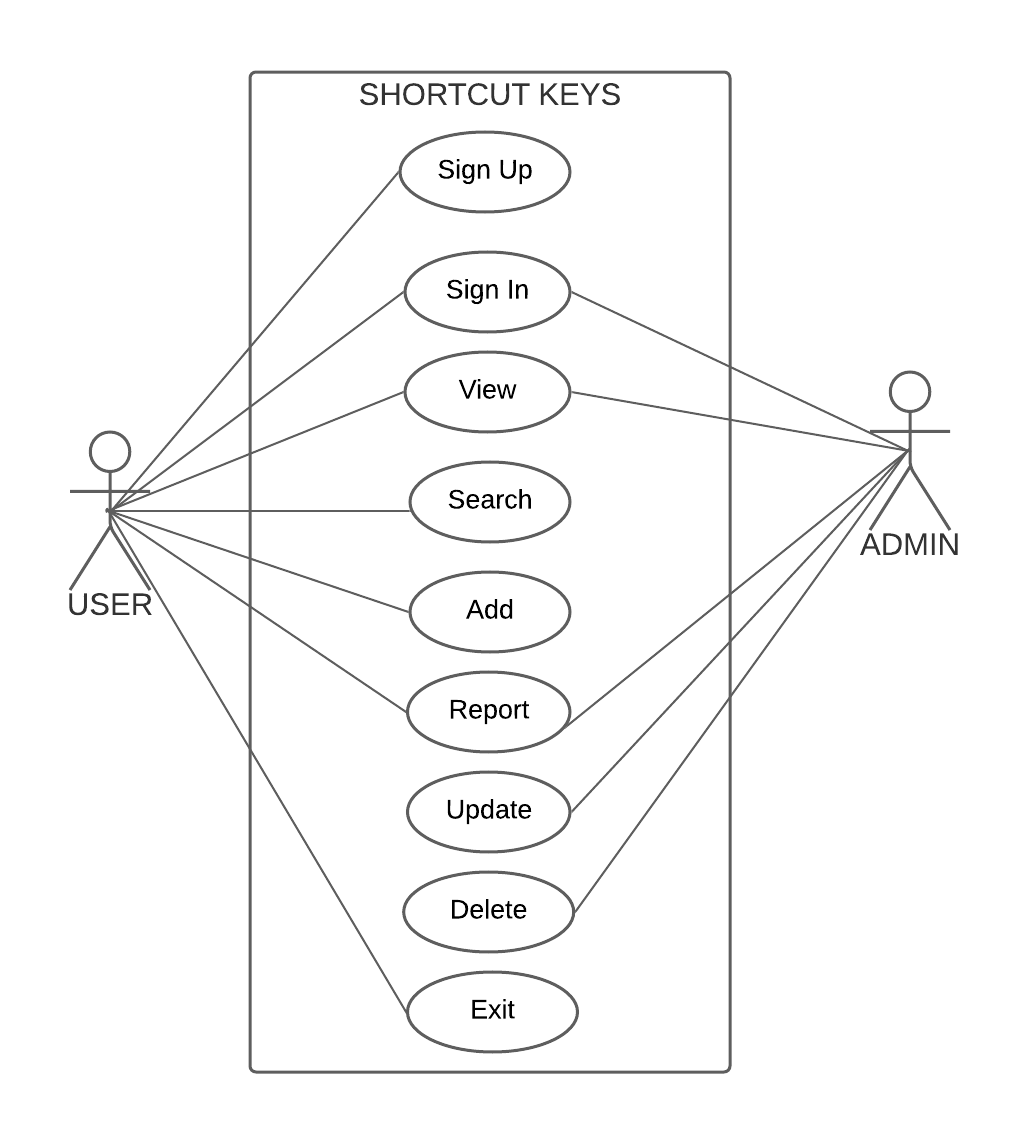 SHORTCUT KEYS
Sign Up
Sign In
View
Search
ADMIN
USER
Add
Report
Update
Delete
Exit